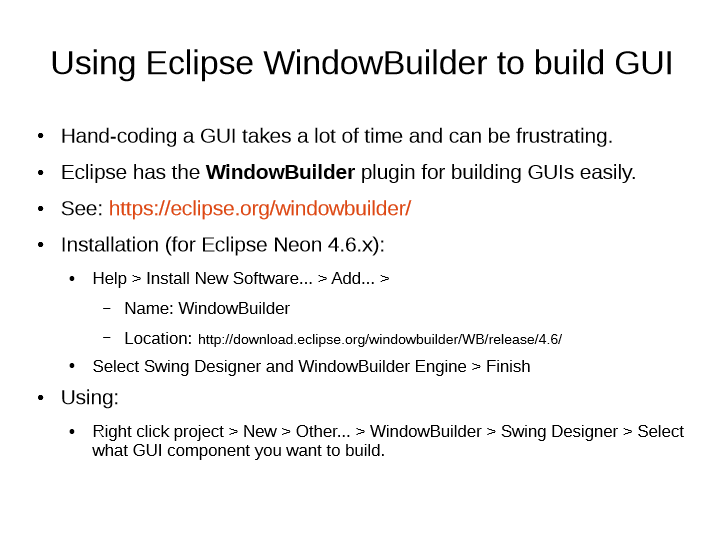 Using Eclipse WindowBuilder to build GUI
• Hand-coding a GUI takes a lot of time and can be frustrating.
• Eclipse has the WindowBuilder plugin for building GUIs easily.
• See: https://eclipse.org/windowbuilder/
• Installation (for Eclipse Neon 4.6.x):
• Help > Install New Software... > Add... >
– Name: WindowBuilder
– Location: http://download.eclipse.org/windowbuilder/WB/release/4.6/
• Select Swing Designer and WindowBuilder Engine > Finish
• Using:
• Right click project > New > Other... > WindowBuilder > Swing Designer > Select
what GUI component you want to build.